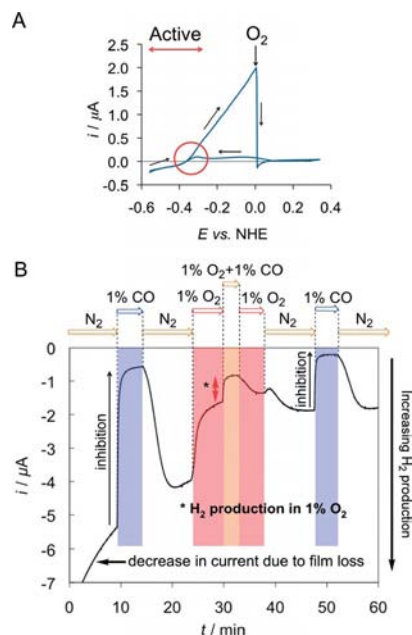 A
Active
O2
2.5
2.0
1.5
1.0
0.5
0.0
-0.5
i / µA
-0.6 -0.4 -0.2 0.0 0.2 0.4
E vs. NHE
B
1% O2+1% CO
1% CO 1% O2 1% O2 1% CO
N2 N2 N2 N2
0
-1
-2
-3
-4
-5
-6
-7
i / µA
inhibition
*
inhibition
Increasing H2 production
* H2 production in 1% O2
decrease in current due to film loss
0 10 20 30 40 50 60
t / min